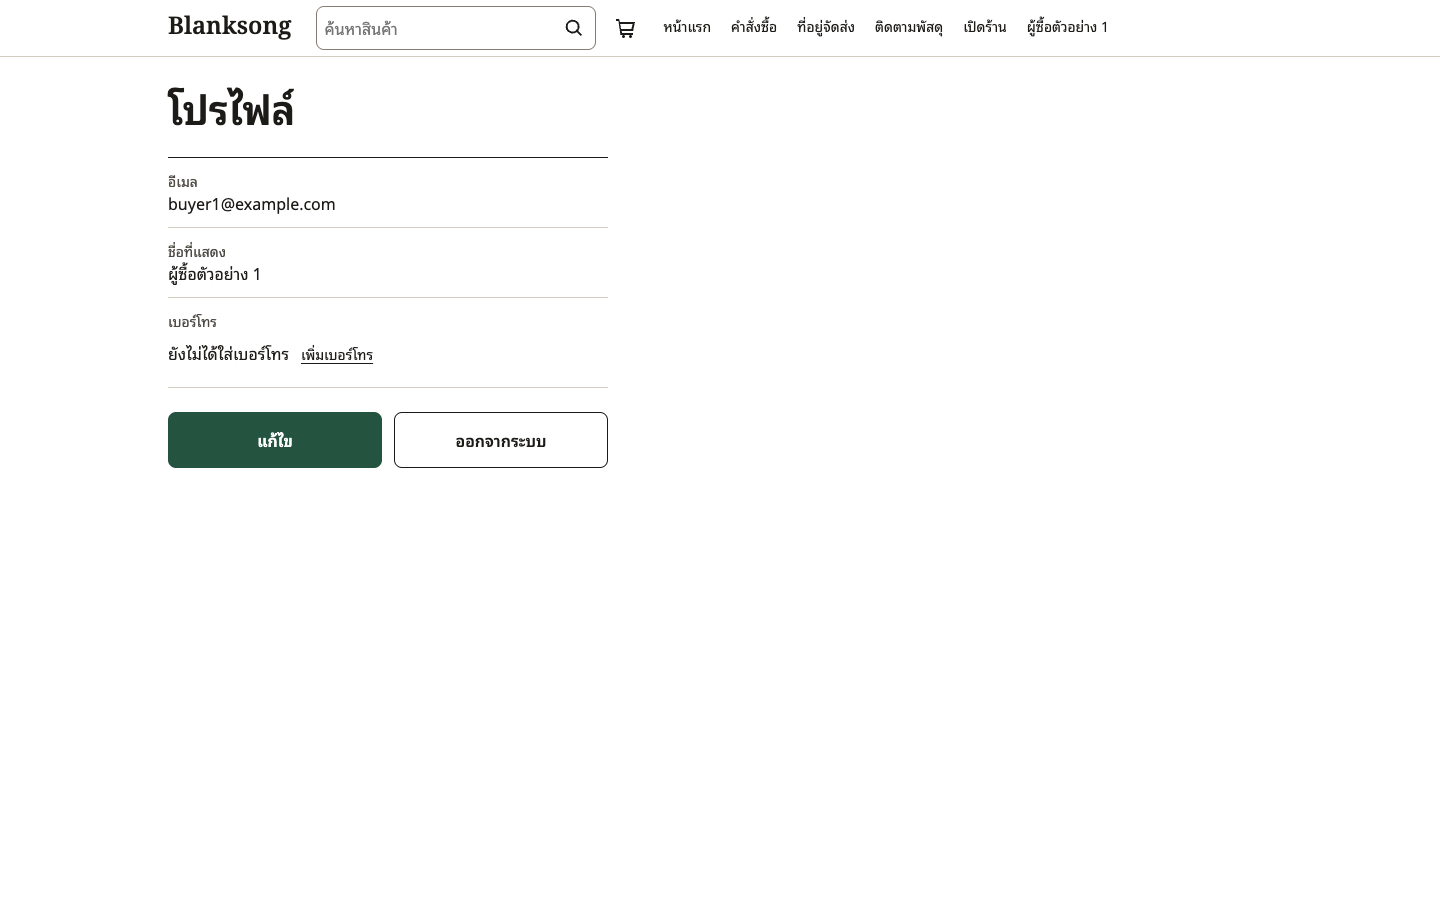 Blanksong
ค้นหาสินค้า
หน้าแรก
คำสั่งซื้อ
ที่อยู่จัดส่ง
ติดตามพัสดุ
เปิดร้าน
ผู้ซื้อตัวอย่าง 1
โปรไฟล์
อีเมล
buyer1@example.com
ชื่อที่แสดง
ผู้ซื้อตัวอย่าง 1
เบอร์โทร
ยังไม่ได้ใส่เบอร์โทร เพิ่มเบอร์โทร
แก้ไข
ออกจากระบบ